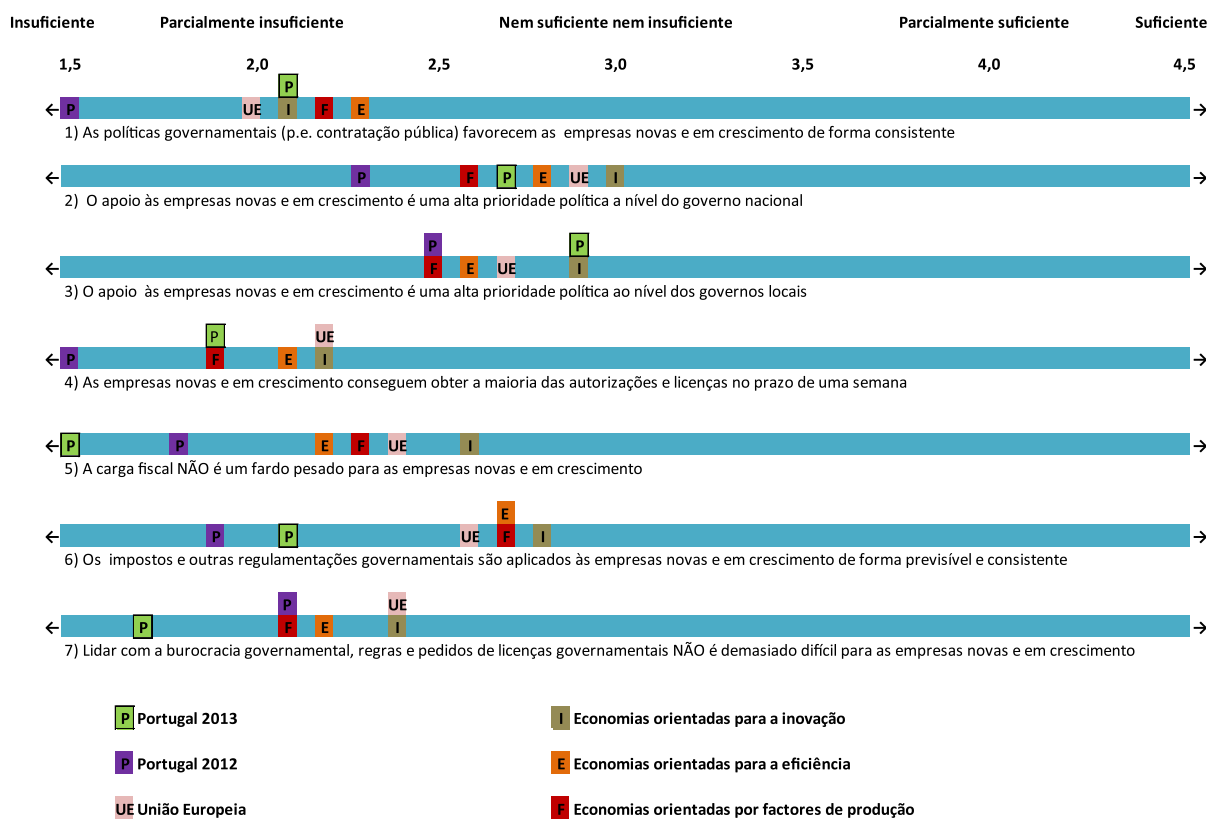 Insuficiente Parcialmente insuficiente Nem suficiente nem insuficiente Parcialmente suficiente Suficiente
1,5 2,0 2,5 3,0 3,5 4,0 4,5
P
P UE I F E
1) As políticas governamentais (p.e. contratação pública) favorecem as empresas novas e em crescimento de forma consistente
P F P E UE I
2) O apoio às empresas novas e em crescimento é uma alta prioridade política a nível do governo nacional
P P
F E UE I
3) O apoio às empresas novas e em crescimento é uma alta prioridade política ao nível dos governos locais
P UE
P F E I
4) As empresas novas e em crescimento conseguem obter a maioria das autorizações e licenças no prazo de uma semana
P P E F UE I
5) A carga fiscal NÃO é um fardo pesado para as empresas novas e em crescimento
E
P P UE F I
6) Os impostos e outras regulamentações governamentais são aplicados às empresas novas e em crescimento de forma previsível e consistente
P UE
P F E I
7) Lidar com a burocracia governamental, regras e pedidos de licenças governamentais NÃO é demasiado difícil para as empresas novas e em crescimento
P Portugal 2013 I Economias orientadas para a inovação
P Portugal 2012 E Economias orientadas para a eficiência
UE União Europeia F Economias orientadas por factores de produção